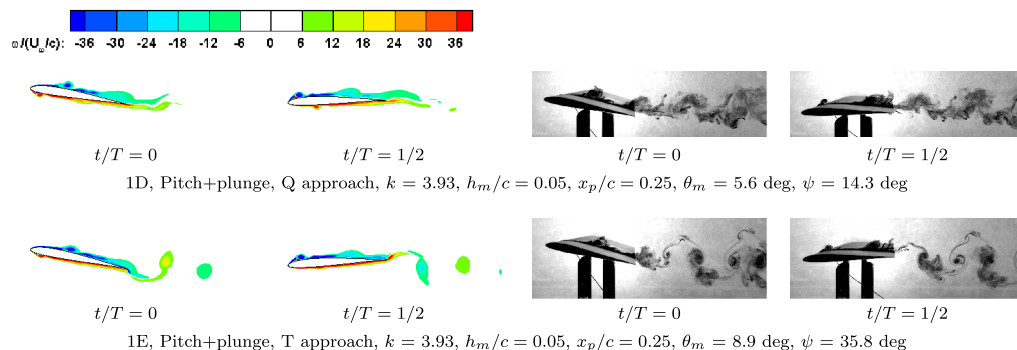 ω/(U∞/c): -36 -30 -24 -18 -12 -6 0 6 12 18 24 30 36
t/T = 0 t/T = 1/2 t/T = 0 t/T = 1/2
1D, Pitch+plunge, Q approach, k = 3.93, hm/c = 0.05, xp/c = 0.25, θm = 5.6 deg, ψ = 14.3 deg
t/T = 0 t/T = 1/2 t/T = 0 t/T = 1/2
1E, Pitch+plunge, T approach, k = 3.93, hm/c = 0.05, xp/c = 0.25, θm = 8.9 deg, ψ = 35.8 deg